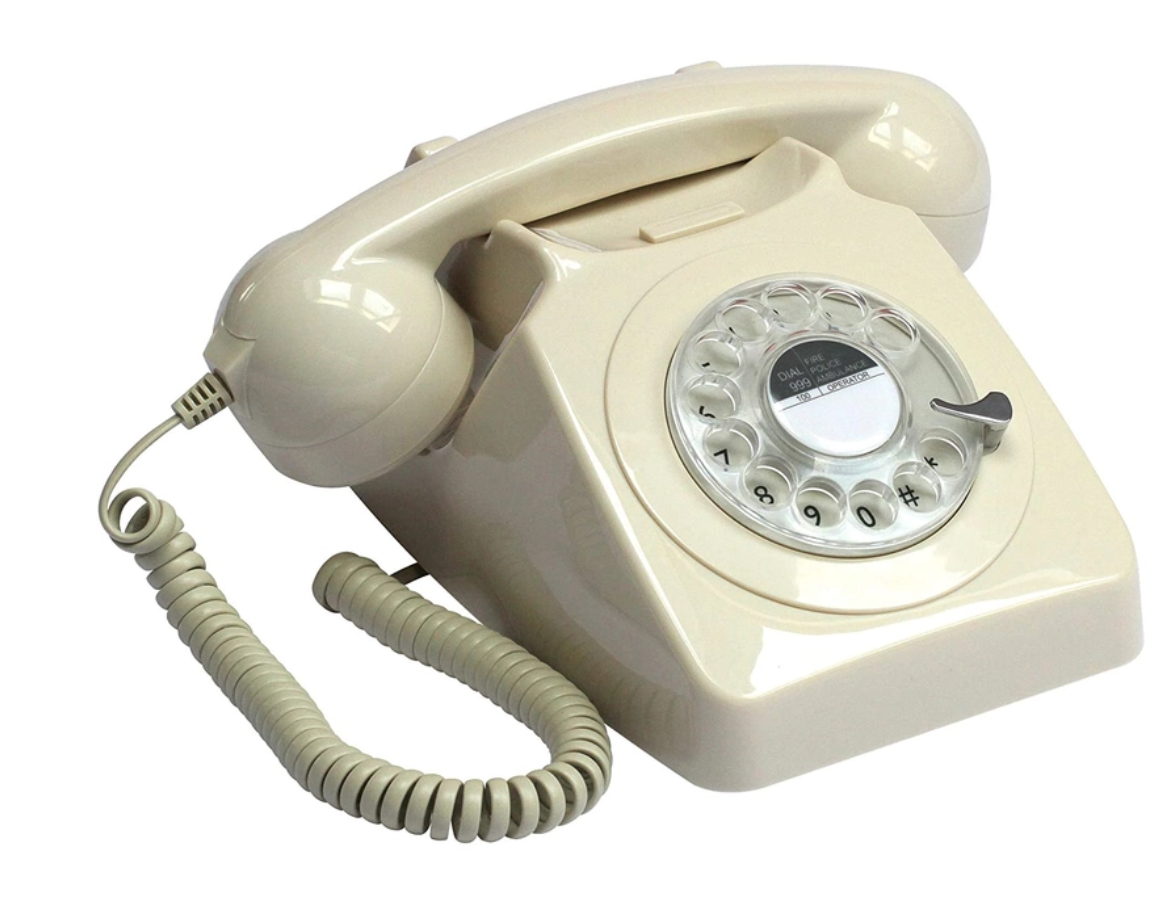 FIRE
DIAL POLICE
999 AMBULANCE
100 OPERATOR
7
8
9
0
#
*